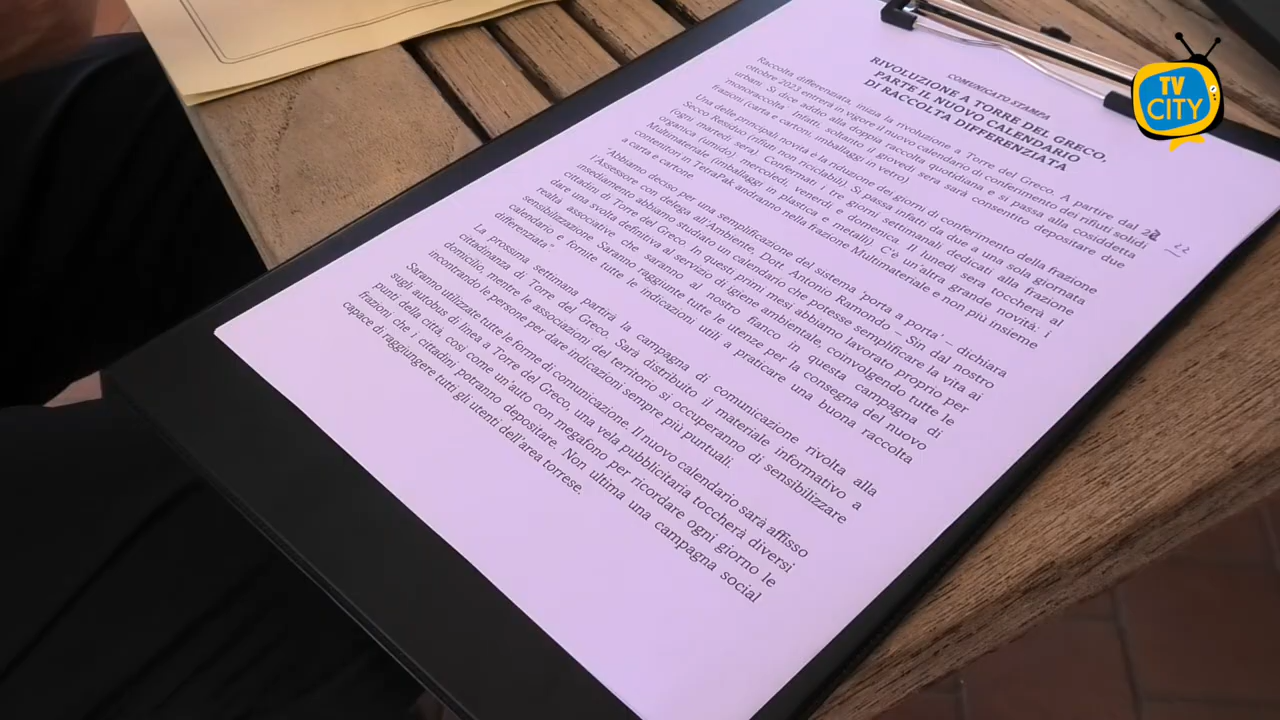 COMUNICATO STAMPA
RIVOLUZIONE A TORRE DEL GRECO,
PARTE IL NUOVO CALENDARIO
DI RACCOLTA DIFFERENZIATA
Raccolta differenziata, inizia la rivoluzione a Torre del Greco. A partire dal 22
ottobre 2023 entrerà in vigore il nuovo calendario di conferimento dei rifiuti solidi
urbani. Si dice addio alla doppia raccolta quotidiana e si passa alla cosiddetta
monoraccolta. Infatti, soltanto i giovedì sera sarà consentito depositare due
frazioni (carta e cartoni, imballaggi in vetro)
Una delle principali novità è la riduzione dei giorni di conferimento della frazione
Secco Residuo (rifiuti non riciclabili). Si passa infatti da due a una sola giornata
(ogni martedì sera). Confermati i tre giorni settimanali dedicati alla frazione
organica (umido) mercoledì, venerdì e domenica. Il lunedì sera toccherà al
Multimateriale (imballaggi in plastica e metalli). C'è un'altra grande novità: i
contenitori in TetraPak andranno nella frazione Multimateriale e non più insieme
a carta e cartone
"Abbiamo deciso per una semplificazione del sistema 'porta a porta' – dichiara
l'Assessore con delega all'Ambiente, Dott. Antonio Ramondo – Sin dal nostro
insediamento abbiamo studiato un calendario che potesse semplificare la vita ai
cittadini di Torre del Greco. In questi primi mesi abbiamo lavorato proprio per
dare una svolta definitiva al servizio di igiene ambientale, coinvolgendo tutte le
realtà associative che saranno al nostro fianco in questa campagna di
sensibilizzazione. Saranno raggiunte tutte le utenze per la consegna del nuovo
calendario e fornite tutte le indicazioni utili a praticare una buona raccolta
differenziata"
La prossima settimana partirà la campagna di comunicazione rivolta alla
cittadinanza di Torre del Greco. Sarà distribuito il materiale informativo a
domicilio, mentre le associazioni del territorio si occuperanno di sensibilizzare
incontrando le persone per dare indicazioni sempre più puntuali.
Saranno utilizzate tutte le forme di comunicazione. Il nuovo calendario sarà affisso
sugli autobus di linea a Torre del Greco, una vela pubblicitaria toccherà diversi
punti della città, così come un'auto con megafono per ricordare ogni giorno le
frazioni che i cittadini potranno depositare. Non ultima una campagna social
capace di raggiungere tutti gli utenti dell'area torrese.
22
TV
CITY